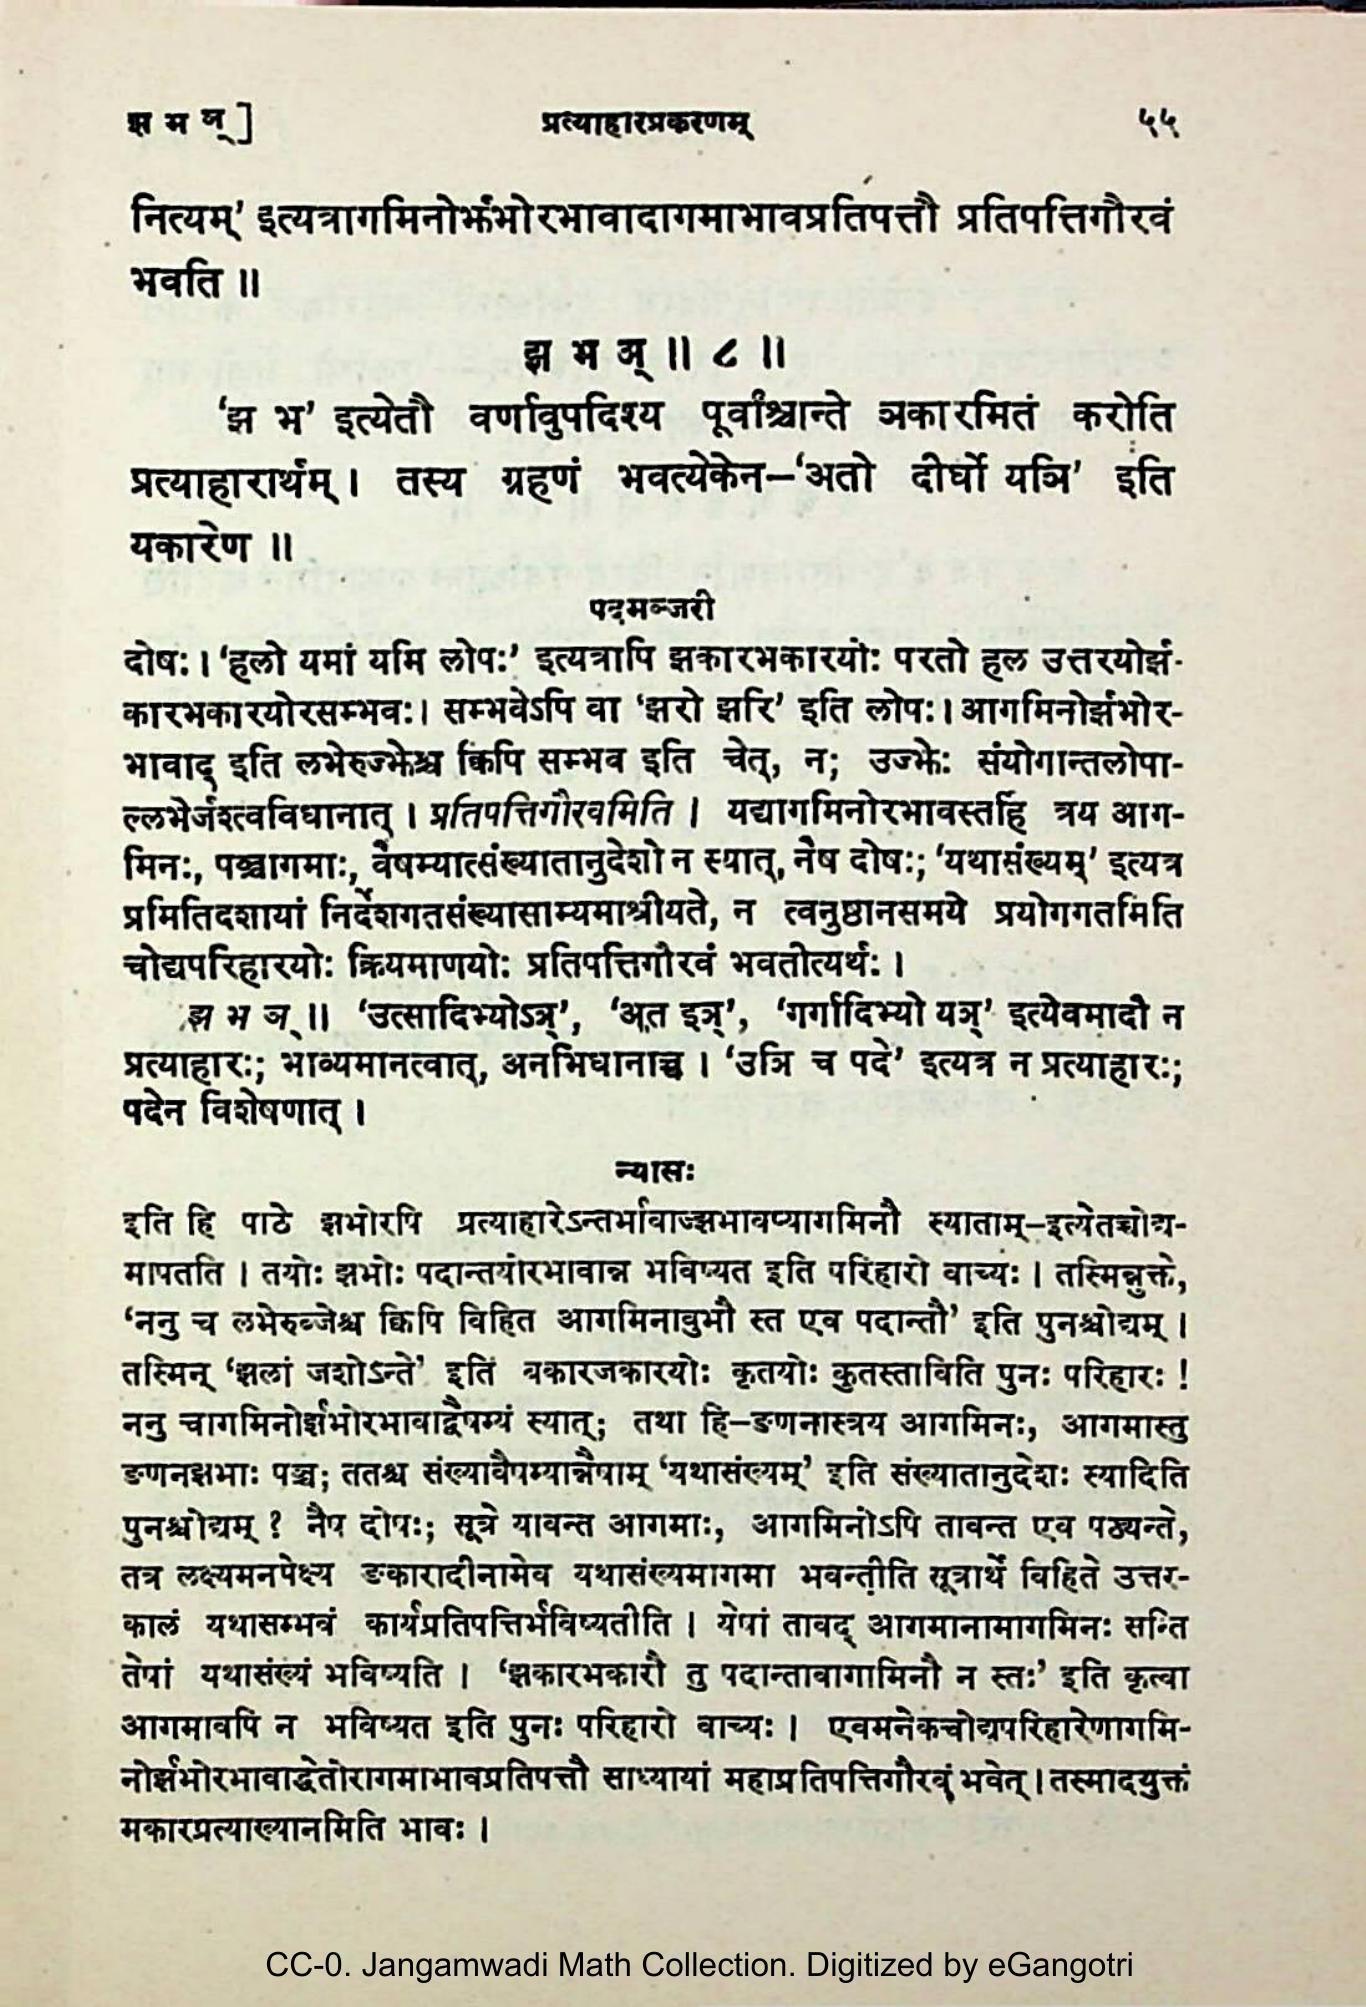 झ भ ञ्]
प्रत्याहारप्रकरणम्
५५
नित्यम्’ इत्यत्रागमिनोर्झभोरभावादागमाभावप्रतिपत्तौ प्रतिपत्तिगौरवं
भवति ॥
झ भ ञ् ॥ ८ ॥
‘झ भ’ इत्येतौ वर्णावुपदिश्य पूर्वांश्चान्ते ञकारमितं करोति
प्रत्याहारार्थम् । तस्य ग्रहणं भवत्येकेन–‘अतो दीर्घो यञि’ इति
यकारेण ॥
पदमञ्जरी
दोषः । ‘हलो यमां यमि लोपः’ इत्यत्रापि झकारभकारयोः परतो हल उत्तरयोर्झ-
कारभकारयोरसम्भवः । सम्भवेऽपि वा ‘झरो झरि’ इति लोपः । आगमिनोर्झभोर-
भावाद् इति लभेरुज्झेश्च क्विपि सम्भव इति चेत्, न; उज्झेः संयोगान्तलोपा-
ल्लभेर्जश्त्वविधानात् । प्रतिपत्तिगौरवमिति । यद्यागमिनोरभावस्तर्हि त्रय आग-
मिनः, पञ्चागमाः, वैषम्यात्संख्यातानुदेशो न स्यात्, नैष दोषः; ‘यथासंख्यम्’ इत्यत्र
प्रमितिदशायां निर्देशगतसंख्यासाम्यमाश्रीयते, न त्वनुष्ठानसमये प्रयोगगतमिति
चोद्यपरिहारयोः क्रियमाणयोः प्रतिपत्तिगौरवं भवतीत्यर्थः ।
झ भ ञ् ॥ ‘उत्सादिभ्योऽञ्’, ‘अत इञ्’, ‘गर्गादिभ्यो यञ्’ इत्येवमादौ न
प्रत्याहारः; भाव्यमानत्वात्, अनभिधानाच्च । ‘उञि च पदे’ इत्यत्र न प्रत्याहारः;
पदेन विशेषणात् ।
न्यासः
इति हि पाठे झभोरपि प्रत्याहारेऽन्तर्भावाज्झभावप्यागमिनौ स्याताम्–इत्येतच्चोद्य-
मापतति । तयोः झभोः पदान्तयोरभावान्न भविष्यत इति परिहारो वाच्यः । तस्मिन्नुक्ते,
‘ननु च लभेरुब्जेश्च क्विपि विहित आगमिनावुभौ स्त एव पदान्तौ’ इति पुनश्चोद्यम् ।
तस्मिन् ‘झलां जशोऽन्ते’ इति बकारजकारयोः कृतयोः कुतस्ताविति पुनः परिहारः !
ननु चागमिनोर्झभोरभावाद्वैषम्यं स्यात्; तथा हि–ङणनास्त्रय आगमिनः, आगमास्तु
ङणनझभाः पञ्च; ततश्च संख्यावैषम्यान्नैषाम् ‘यथासंख्यम्’ इति संख्यातानुदेशः स्यादिति
पुनश्चोद्यम् ? नैष दोषः; सूत्रे यावन्त आगमाः, आगमिनोऽपि तावन्त एव पठ्यन्ते,
तत्र लक्ष्यमनपेक्ष्य ङकारादीनामेव यथासंख्यमागमा भवन्तीति सूत्रार्थे विहिते उत्तर-
कालं यथासम्भवं कार्यप्रतिपत्तिर्भविष्यतीति । येषां तावद् आगमानामागमिनः सन्ति
तेषां यथासंख्यं भविष्यति । ‘झकारभकारौ तु पदान्तावागामिनौ न स्तः’ इति कृत्वा
आगमावपि न भविष्यत इति पुनः परिहारो वाच्यः । एवमनेकचोद्यपरिहारेणागमि-
नोर्झभोरभावाद्धेतोरागमाभावप्रतिपत्तौ साध्यायां महाप्रतिपत्तिगौरवं भवेत् । तस्मादयुक्तं
मकारप्रत्याख्यानमिति भावः ।
CC-0. Jangamwadi Math Collection. Digitized by eGangotri